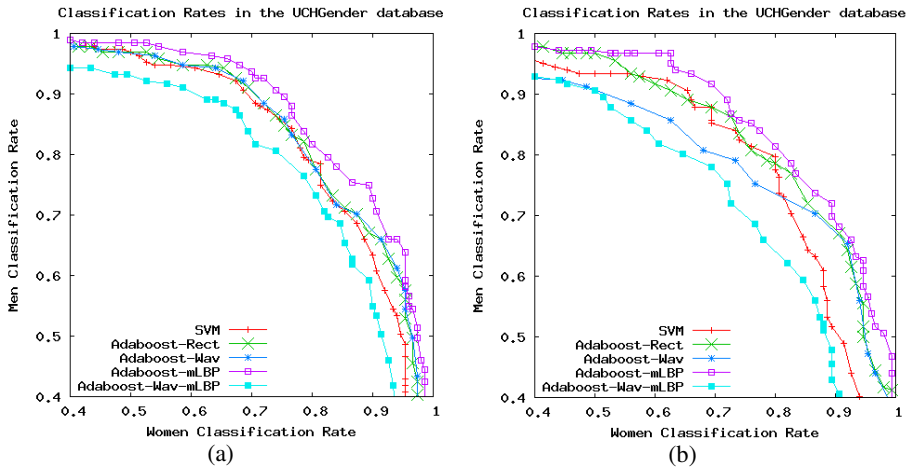 Classification Rates in the UCHGender database
1
0.9
0.8
0.7
0.6
0.5
0.4
Men Classification Rate
SVM
Adaboost-Rect
Adaboost-Wav
Adaboost-mLBP
Adaboost-Wav-mLBP
0.4 0.5 0.6 0.7 0.8 0.9 1
Women Classification Rate
(a)
Classification Rates in the UCHGender database
1
0.9
0.8
0.7
0.6
0.5
0.4
Men Classification Rate
SVM
Adaboost-Rect
Adaboost-Wav
Adaboost-mLBP
Adaboost-Wav-mLBP
0.4 0.5 0.6 0.7 0.8 0.9 1
Women Classification Rate
(b)